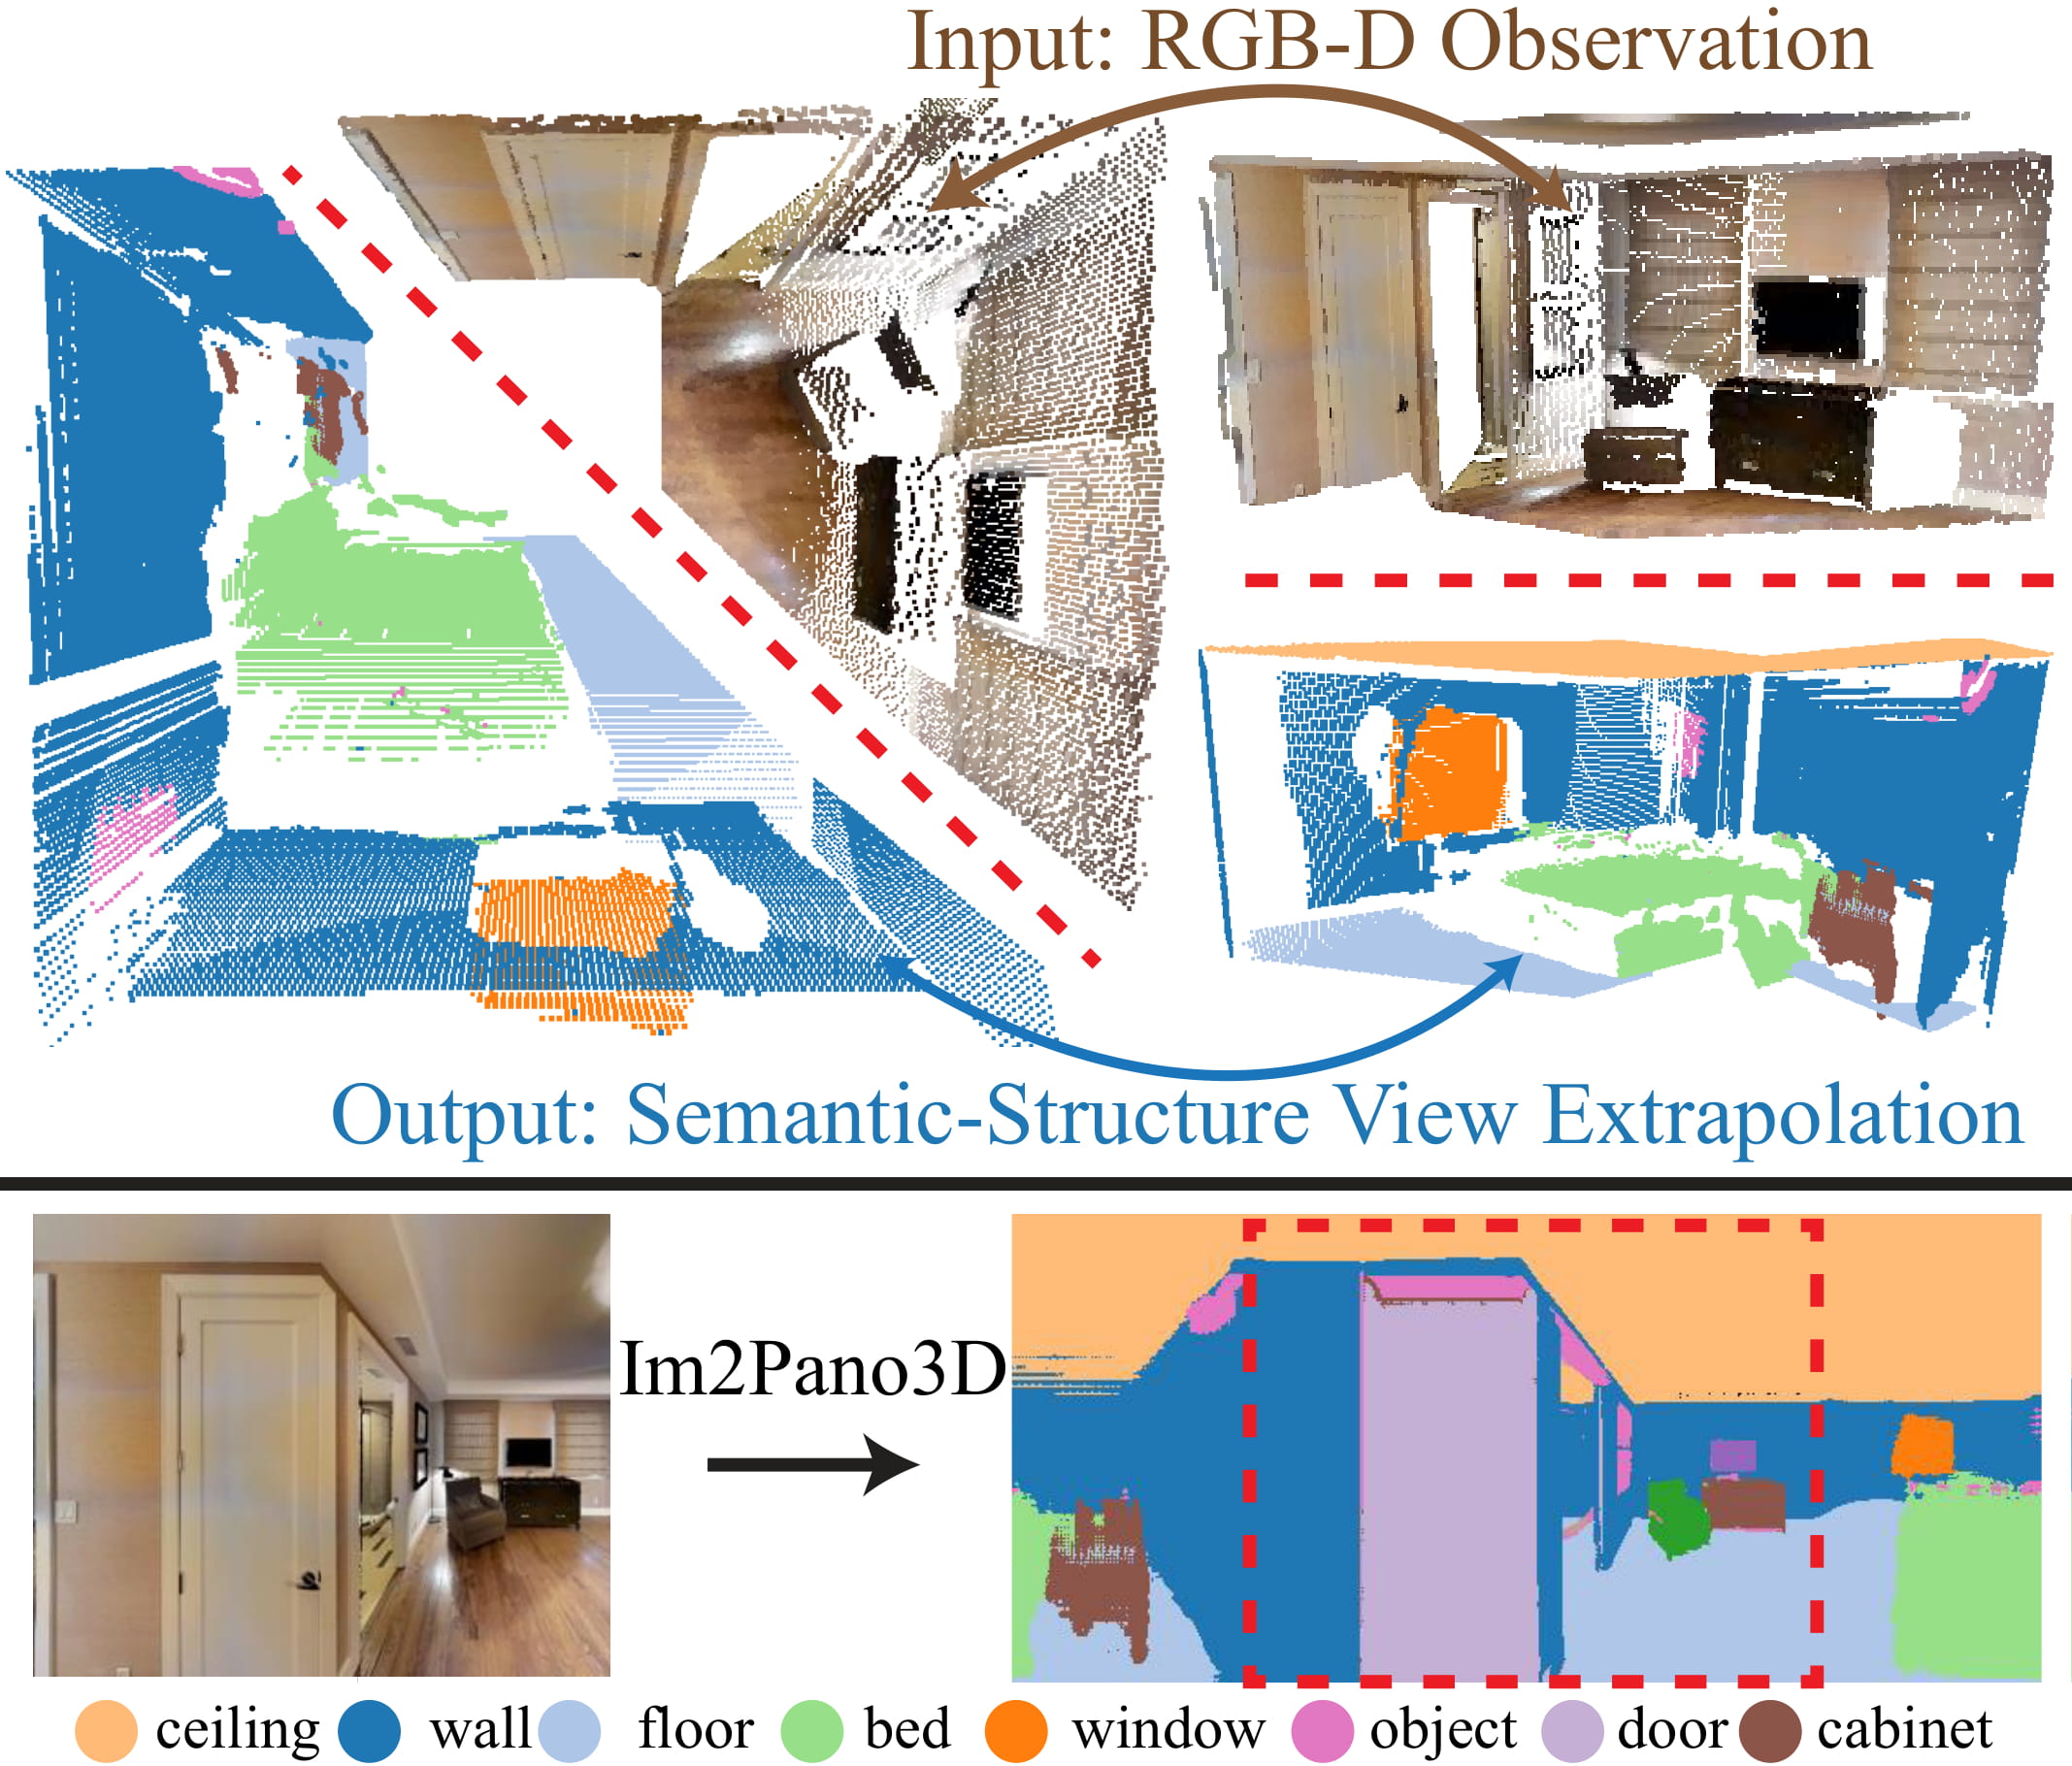 Input: RGB-D Observation
Output: Semantic-Structure View Extrapolation
Im2Pano3D
ceiling wall floor bed window object door cabinet